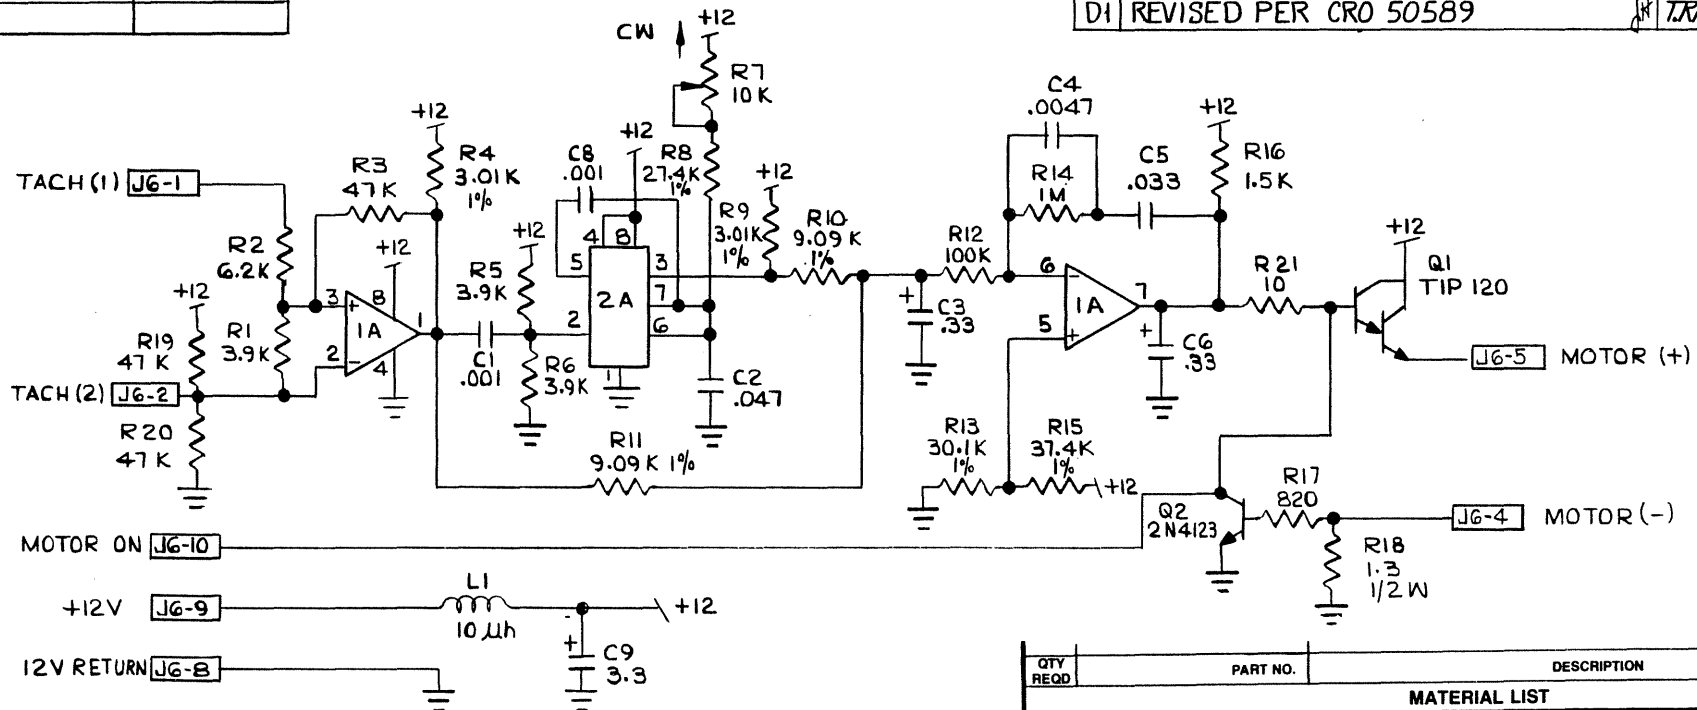 D1 REVISED PER CRO 50589
+12
CW
R7
10K
C4
.0047
+12
+12
+12
R4
3.01K
1%
C8
.001
R8
27.4K
1%
+12
R3
47K
TACH (1) J6-1
R14
1M
C5
.033
R16
1.5K
R2
6.2K
+12
+12
R9
3.01K
1%
R10
9.09K
1%
R12
100K
+12
Q1
TIP 120
R21
10
4 8
5 3
7
2 6
2A
1
R5
3.9K
+12
3 8
1A
1
2
4
R19
47K
R1
3.9K
6
1A
7
5
+
C3
.33
+
C6
.33
J6-5 MOTOR (+)
C1
.001
R6
3.9K
C2
.047
TACH (2) J6-2
R20
47K
R11
9.09K 1%
R13
30.1K
1%
R15
37.4K
1%
+12
R17
820
Q2
2N4123
J6-4 MOTOR (-)
MOTOR ON J6-10
R18
1.3
1/2W
+12V J6-9
L1
10 µh
+12
+
C9
3.3
12V RETURN J6-8
QTY
REQD
PART NO.
DESCRIPTION
MATERIAL LIST